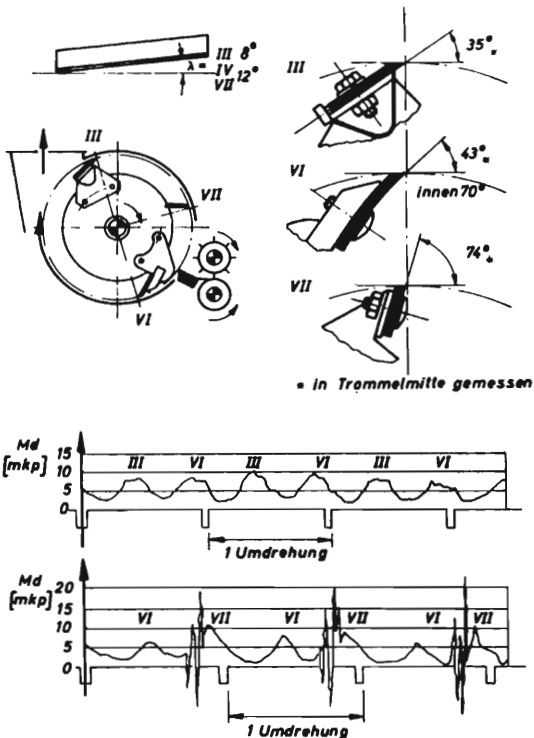 III 8°
λ = IV
VII 12°
III
VII
VI
III
35°*
VI
43°*
innen 70°
VII
74°*
* in Trommelmitte gemessen
Md
[mkp]
15
10
5
0
III VI III VI III VI
1 Umdrehung
Md
[mkp]
20
15
10
5
0
VI VII VI VII VI VII
1 Umdrehung